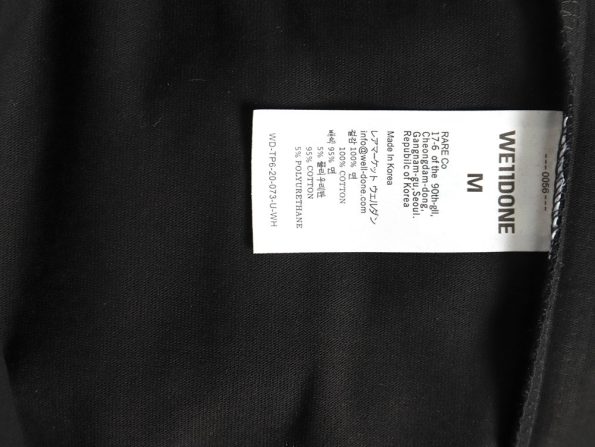 --- 0056 ---
WE11DONE
M
RARE Co
17-6 of the 90th-gil,
Cheongdam-dong,
Gangnam-gu, Seoul.
Republic of Korea
Made in Korea
レアマーケット ウェルダン
info@well-done.com
겉감 100% 면
100% COTTON
배색 95% 면
5% 폴리우레탄
95% COTTON
5% POLYURETHANE
WD-TP6-20-073-U-WH